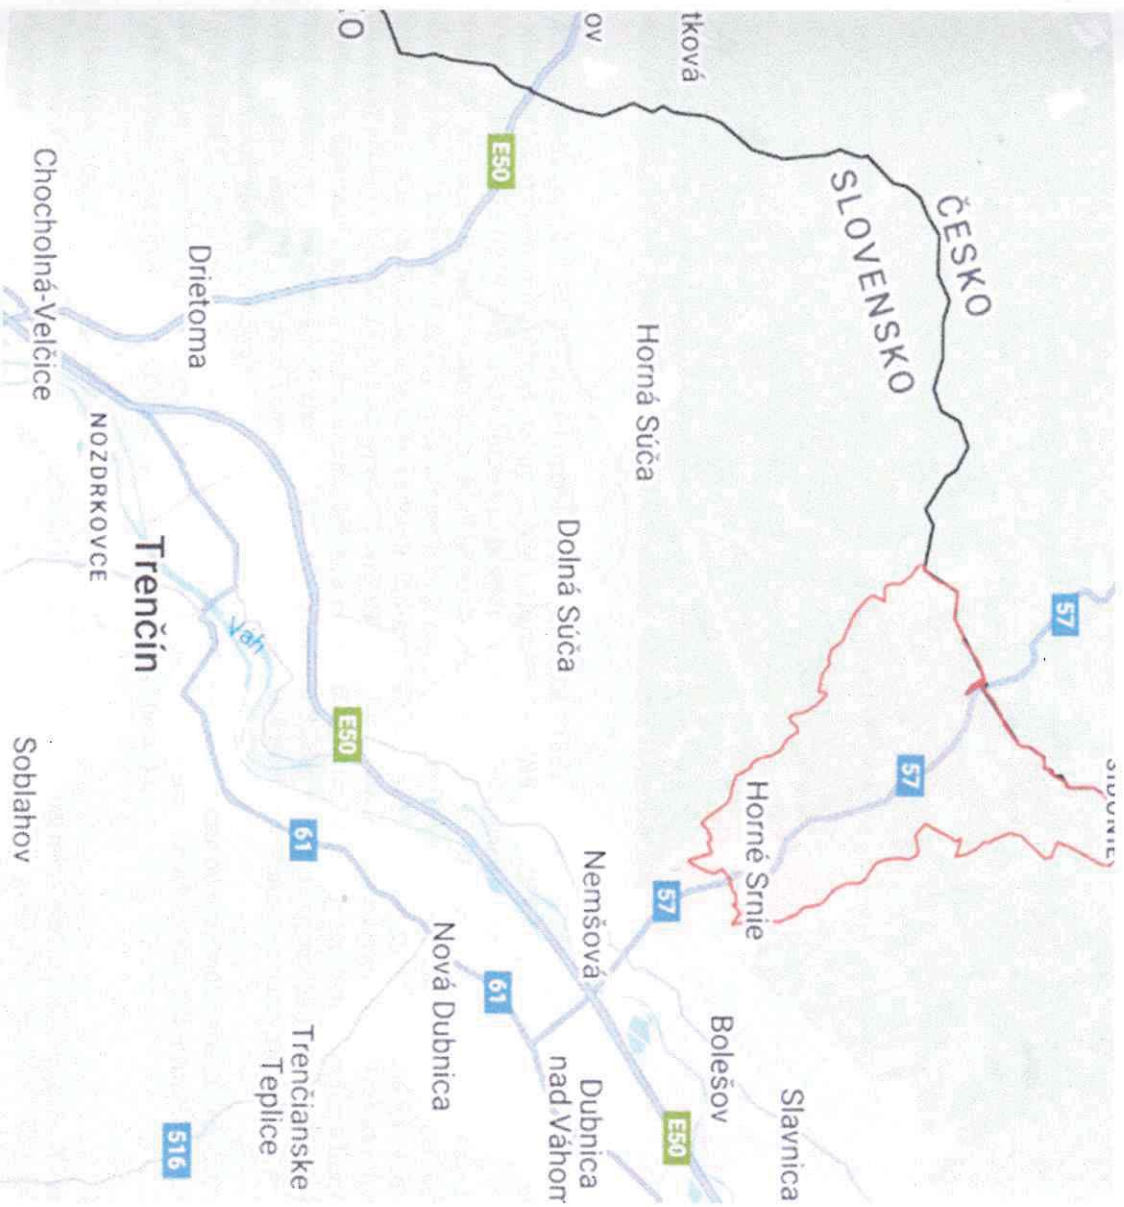 57
ČESKO
57
SLOVENSKO
Slavnica
Horné Srnie
Bolešov
tková
E50
57
Horná Súča
ov
Nemšová
Dubnica
nad Váhom
Dolná Súča
E50
61
Nová Dubnica
E50
61
Trenčianske
Teplice
Váh
Drietoma
516
Trenčín
NOZDRKOVCE
Chocholná-Velčice
Soblahov